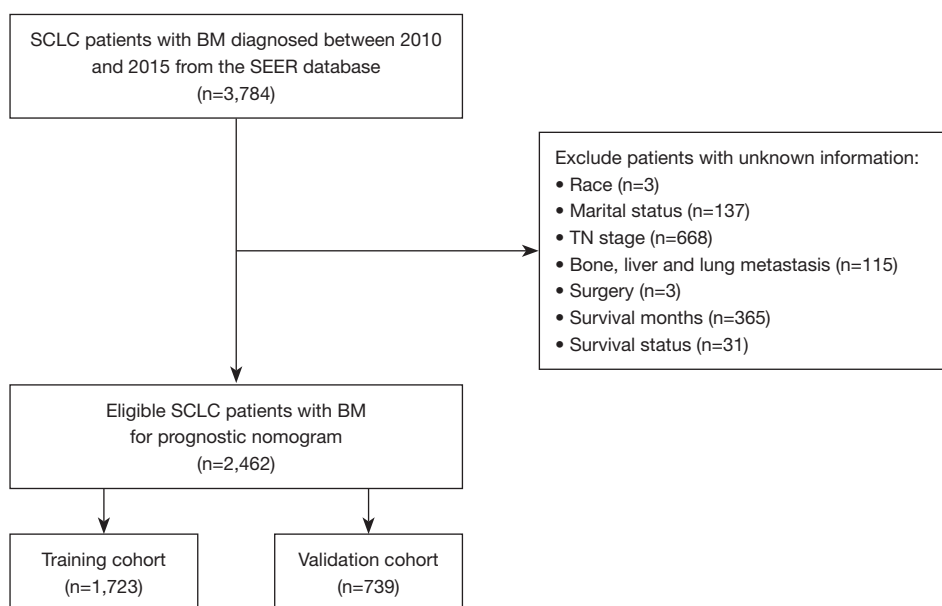 SCLC patients with BM diagnosed between 2010
and 2015 from the SEER database
(n=3,784)
Exclude patients with unknown information:
• Race (n=3)
• Marital status (n=137)
• TN stage (n=668)
• Bone, liver and lung metastasis (n=115)
• Surgery (n=3)
• Survival months (n=365)
• Survival status (n=31)
Eligible SCLC patients with BM
for prognostic nomogram
(n=2,462)
Training cohort
(n=1,723)
Validation cohort
(n=739)